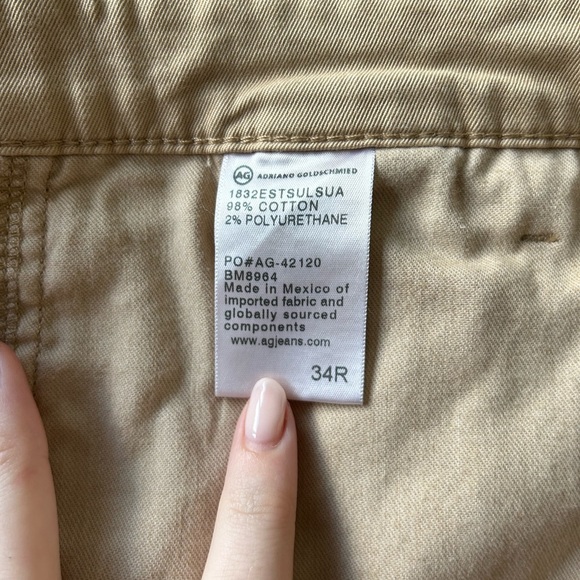 AG ADRIANO GOLDSCHMIED
1832ESTSULSUA
98% COTTON
2% POLYURETHANE
PO#AG-42120
BM8964
Made in Mexico of
imported fabric and
globally sourced
components
www.agjeans.com
34R